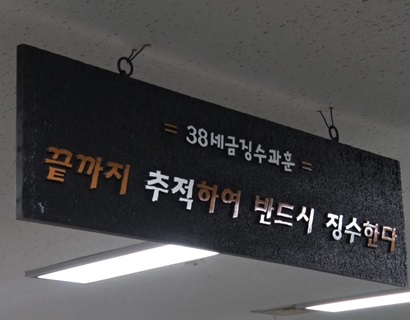 = 38세금징수과훈 =
끝까지 추적하여 반드시 징수한다